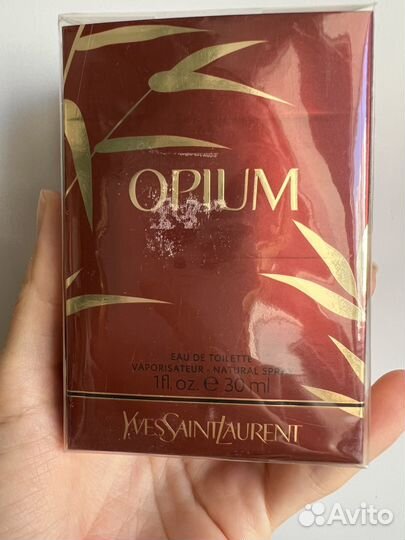 OPIUM
EAU DE TOILETTE
VAPORISATEUR - NATURAL SPRAY
1fl.oz. e 30 ml
YVESSAINTLAURENT
Avito